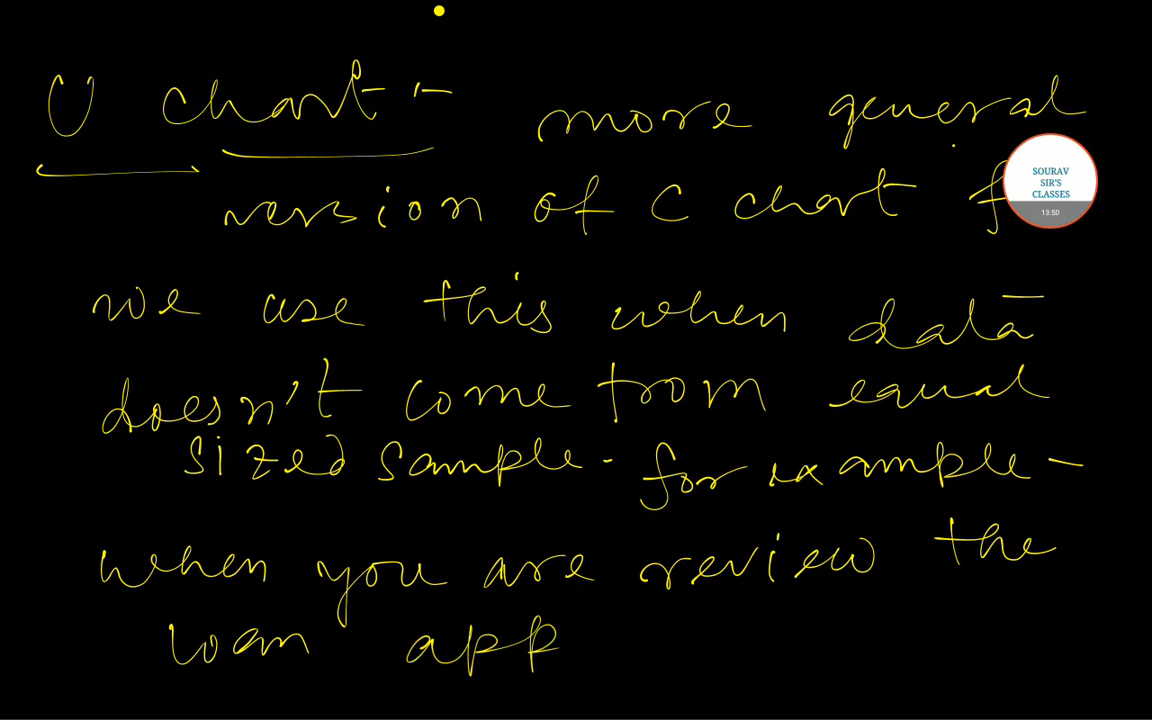 U chart :- more general
version of C chart f
we use this when data
doesn't come from equal
sized sample. for example -
when you are review the
loan app
SOURAV
SIR'S
CLASSES
13:50